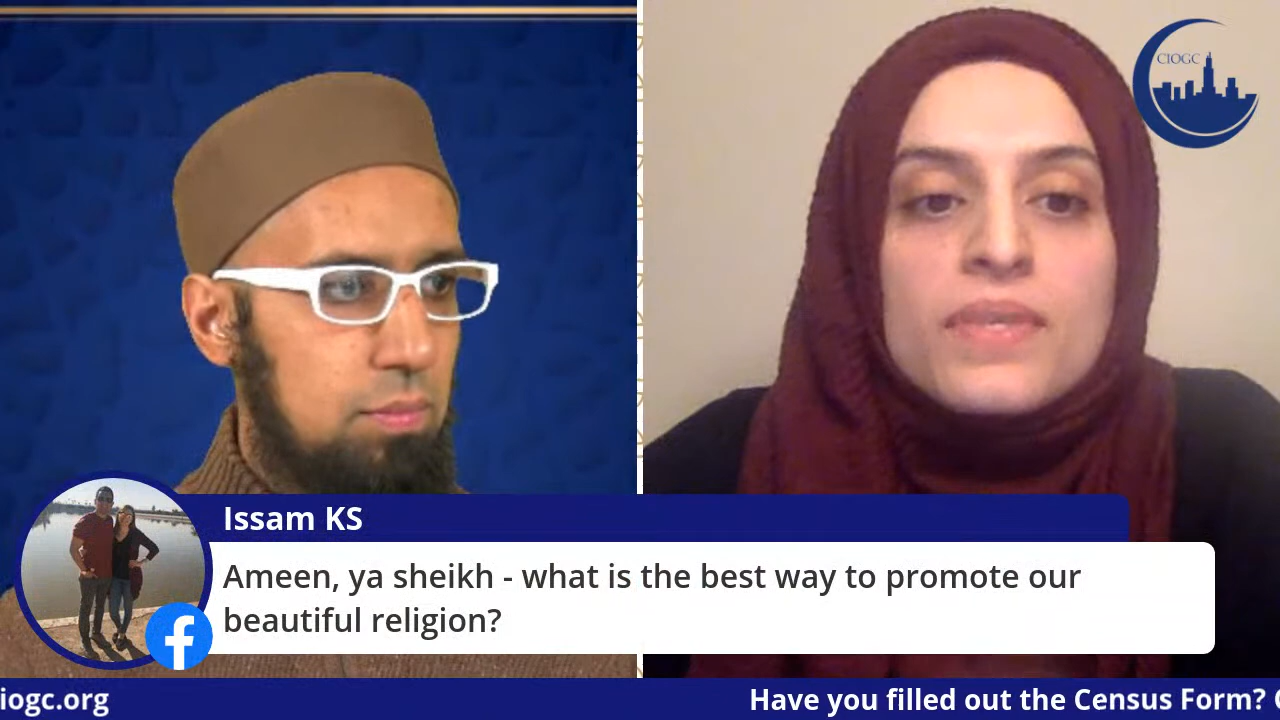 CIOGC
Issam KS
Ameen, ya sheikh - what is the best way to promote our
beautiful religion?
iogc.org
Have you filled out the Census Form?